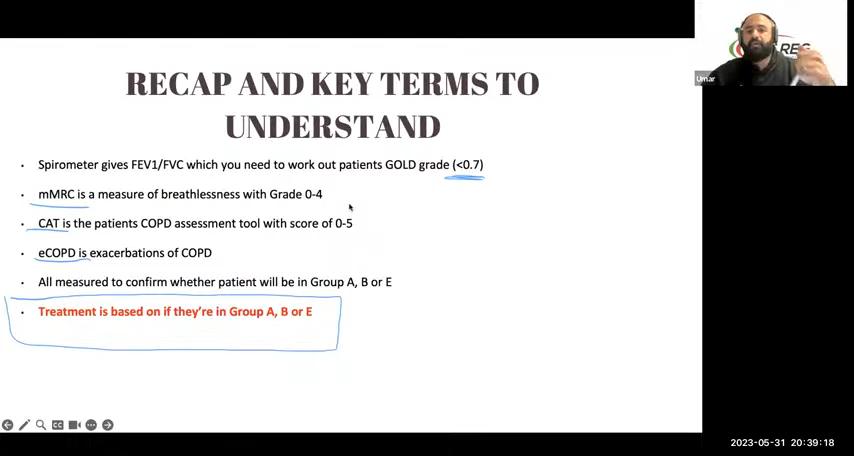 RECAP AND KEY TERMS TO
UNDERSTAND
Spirometer gives FEV1/FVC which you need to work out patients GOLD grade (<0.7)
mMRC is a measure of breathlessness with Grade 0-4
CAT is the patients COPD assessment tool with score of 0-5
eCOPD is exacerbations of COPD
All measured to confirm whether patient will be in Group A, B or E
Treatment is based on if they're in Group A, B or E
Umar
2023-05-31 20:39:18